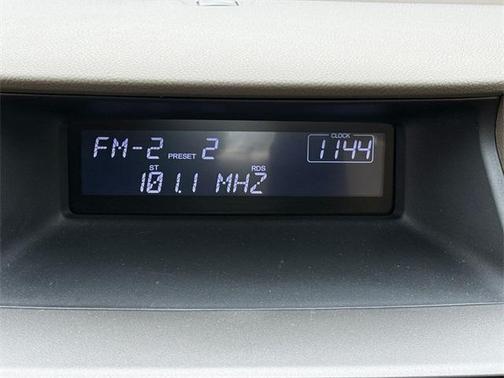 FM-2 PRESET 2 CLOCK 1144
ST RDS
101.1 MHZ